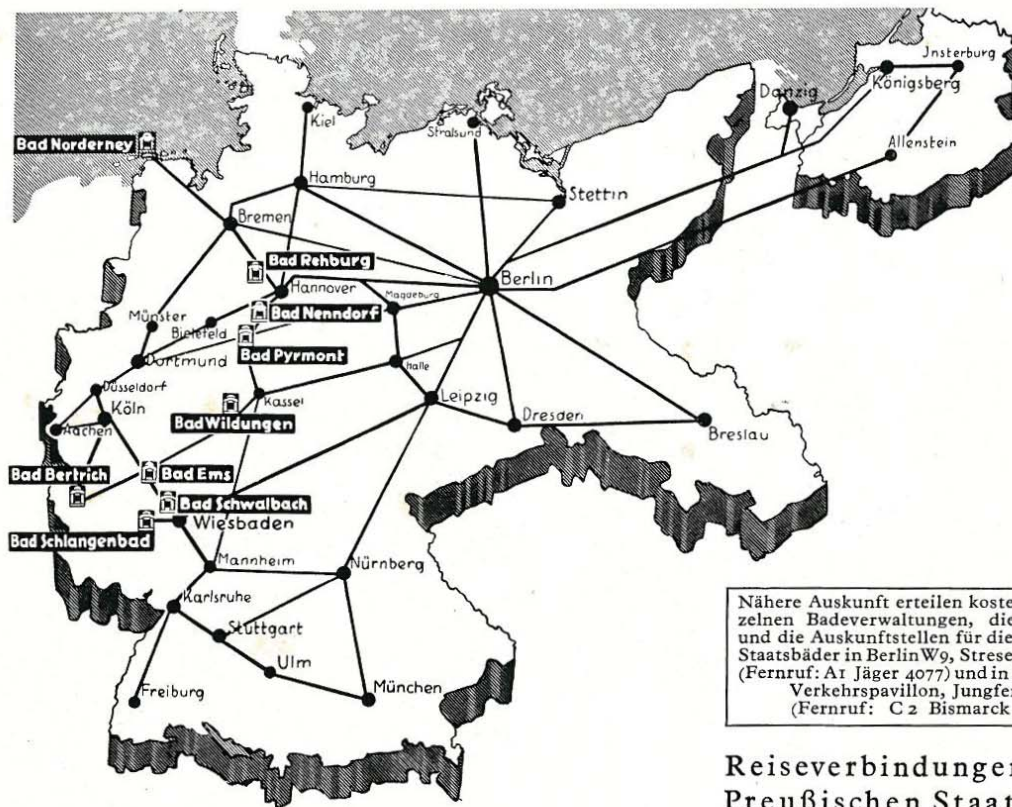 Jnsterburg
Königsberg
Danzig
Kiel
Stralsund
Bad Norderney
Allenstein
Hamburg
Stettin
Bremen
Bad Rehburg
Berlin
Hannover
Magdeburg
Münster
Bad Nenndorf
Bielefeld
Bad Pyrmont
Dortmund
Halle
Düsseldorf
Kassel
Leipzig
Köln
Dresden
Bad Wildungen
Aachen
Breslau
Bad Bertrich
Bad Ems
Bad Schwalbach
Wiesbaden
Bad Schlangenbad
Mannheim
Nürnberg
Karlsruhe
Stuttgart
Ulm
Freiburg
München
Nähere Auskunft erteilen koste
zelnen Badeverwaltungen, die
und die Auskunftstellen für die
Staatsbäder in Berlin W9, Strese
(Fernruf: A1 Jäger 4077) und in
Verkehrspavillon, Jungfe
(Fernruf: C 2 Bismarck
Reiseverbindungen
Preußischen Staat